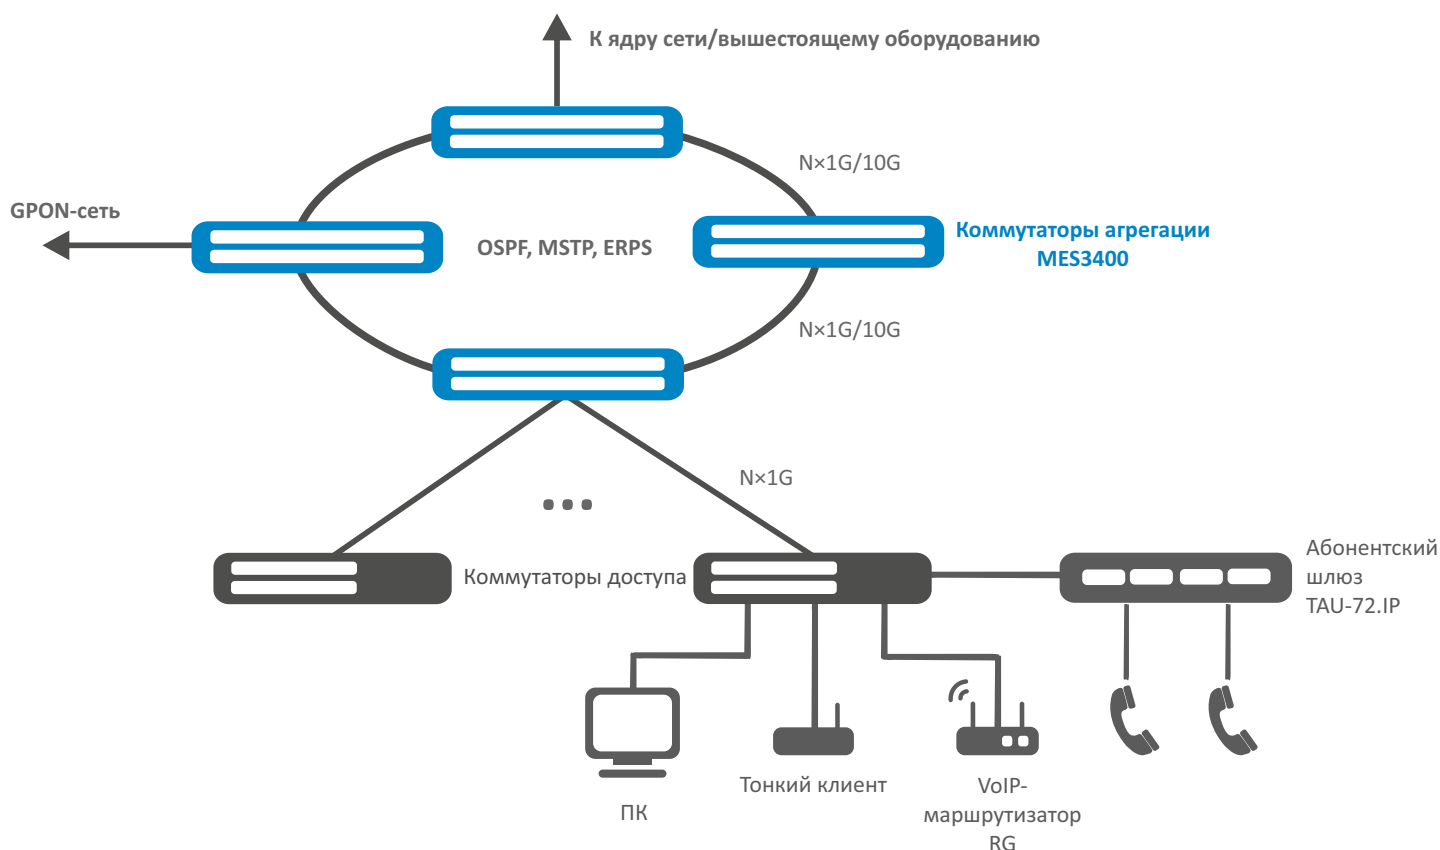 К ядру сети/вышестоящему оборудованию
N×1G/10G
GPON-сеть
OSPF, MSTP, ERPS
Коммутаторы агрегации
MES3400
N×1G/10G
N×1G
Коммутаторы доступа
Абонентский
шлюз
TAU-72.IP
ПК
Тонкий клиент
VoIP-
маршрутизатор
RG